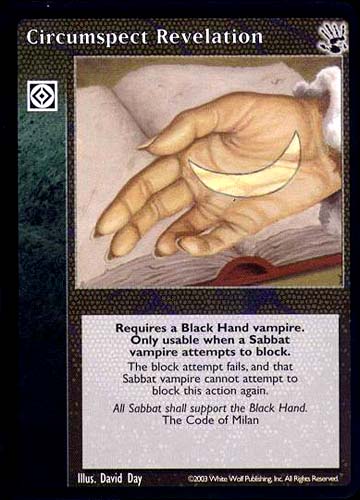 Circumspect Revelation
Requires a Black Hand vampire.
Only usable when a Sabbat
vampire attempts to block.
The block attempt fails, and that
Sabbat vampire cannot attempt to
block this action again.
All Sabbat shall support the Black Hand.
The Code of Milan
Illus. David Day
©2003 White Wolf Publishing, Inc. All Rights Reserved.